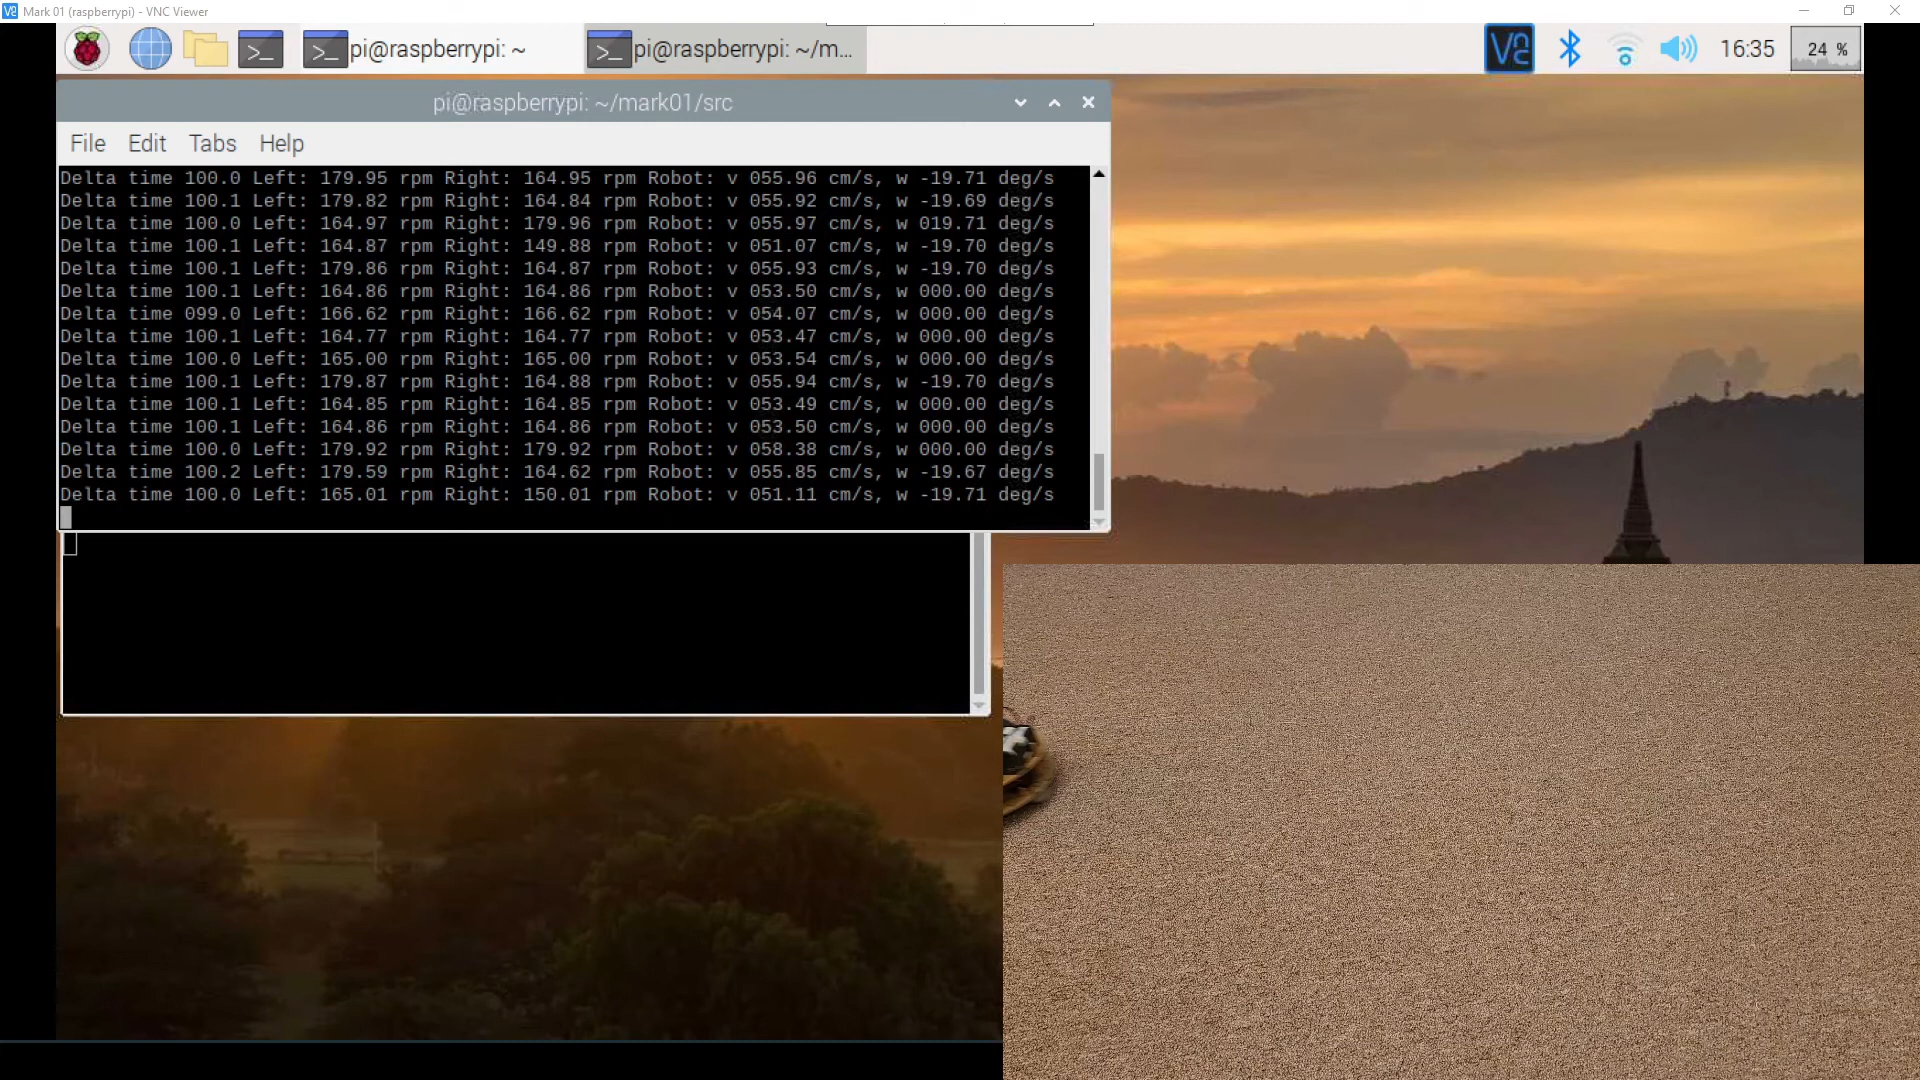 Mark 01 (raspberrypi) - VNC Viewer
pi@raspberrypi: ~ pi@raspberrypi: ~/m... 16:35 24 %
pi@raspberrypi: ~/mark01/src
File Edit Tabs Help
Delta time 100.0 Left: 179.95 rpm Right: 164.95 rpm Robot: v 055.96 cm/s, w -19.71 deg/s
Delta time 100.1 Left: 179.82 rpm Right: 164.84 rpm Robot: v 055.92 cm/s, w -19.69 deg/s
Delta time 100.0 Left: 164.97 rpm Right: 179.96 rpm Robot: v 055.97 cm/s, w 019.71 deg/s
Delta time 100.1 Left: 164.87 rpm Right: 149.88 rpm Robot: v 051.07 cm/s, w -19.70 deg/s
Delta time 100.1 Left: 179.86 rpm Right: 164.87 rpm Robot: v 055.93 cm/s, w -19.70 deg/s
Delta time 100.1 Left: 164.86 rpm Right: 164.86 rpm Robot: v 053.50 cm/s, w 000.00 deg/s
Delta time 099.0 Left: 166.62 rpm Right: 166.62 rpm Robot: v 054.07 cm/s, w 000.00 deg/s
Delta time 100.1 Left: 164.77 rpm Right: 164.77 rpm Robot: v 053.47 cm/s, w 000.00 deg/s
Delta time 100.0 Left: 165.00 rpm Right: 165.00 rpm Robot: v 053.54 cm/s, w 000.00 deg/s
Delta time 100.1 Left: 179.87 rpm Right: 164.88 rpm Robot: v 055.94 cm/s, w -19.70 deg/s
Delta time 100.1 Left: 164.85 rpm Right: 164.85 rpm Robot: v 053.49 cm/s, w 000.00 deg/s
Delta time 100.1 Left: 164.86 rpm Right: 164.86 rpm Robot: v 053.50 cm/s, w 000.00 deg/s
Delta time 100.0 Left: 179.92 rpm Right: 179.92 rpm Robot: v 058.38 cm/s, w 000.00 deg/s
Delta time 100.2 Left: 179.59 rpm Right: 164.62 rpm Robot: v 055.85 cm/s, w -19.67 deg/s
Delta time 100.0 Left: 165.01 rpm Right: 150.01 rpm Robot: v 051.11 cm/s, w -19.71 deg/s